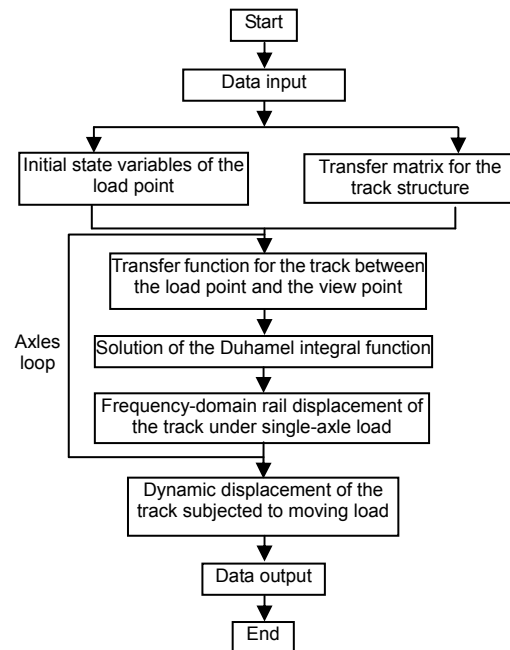 Start
Data input
Initial state variables of the
load point
Transfer matrix for the
track structure
Transfer function for the track between
the load point and the view point
Axles
loop
Solution of the Duhamel integral function
Frequency-domain rail displacement of
the track under single-axle load
Dynamic displacement of the
track subjected to moving load
Data output
End